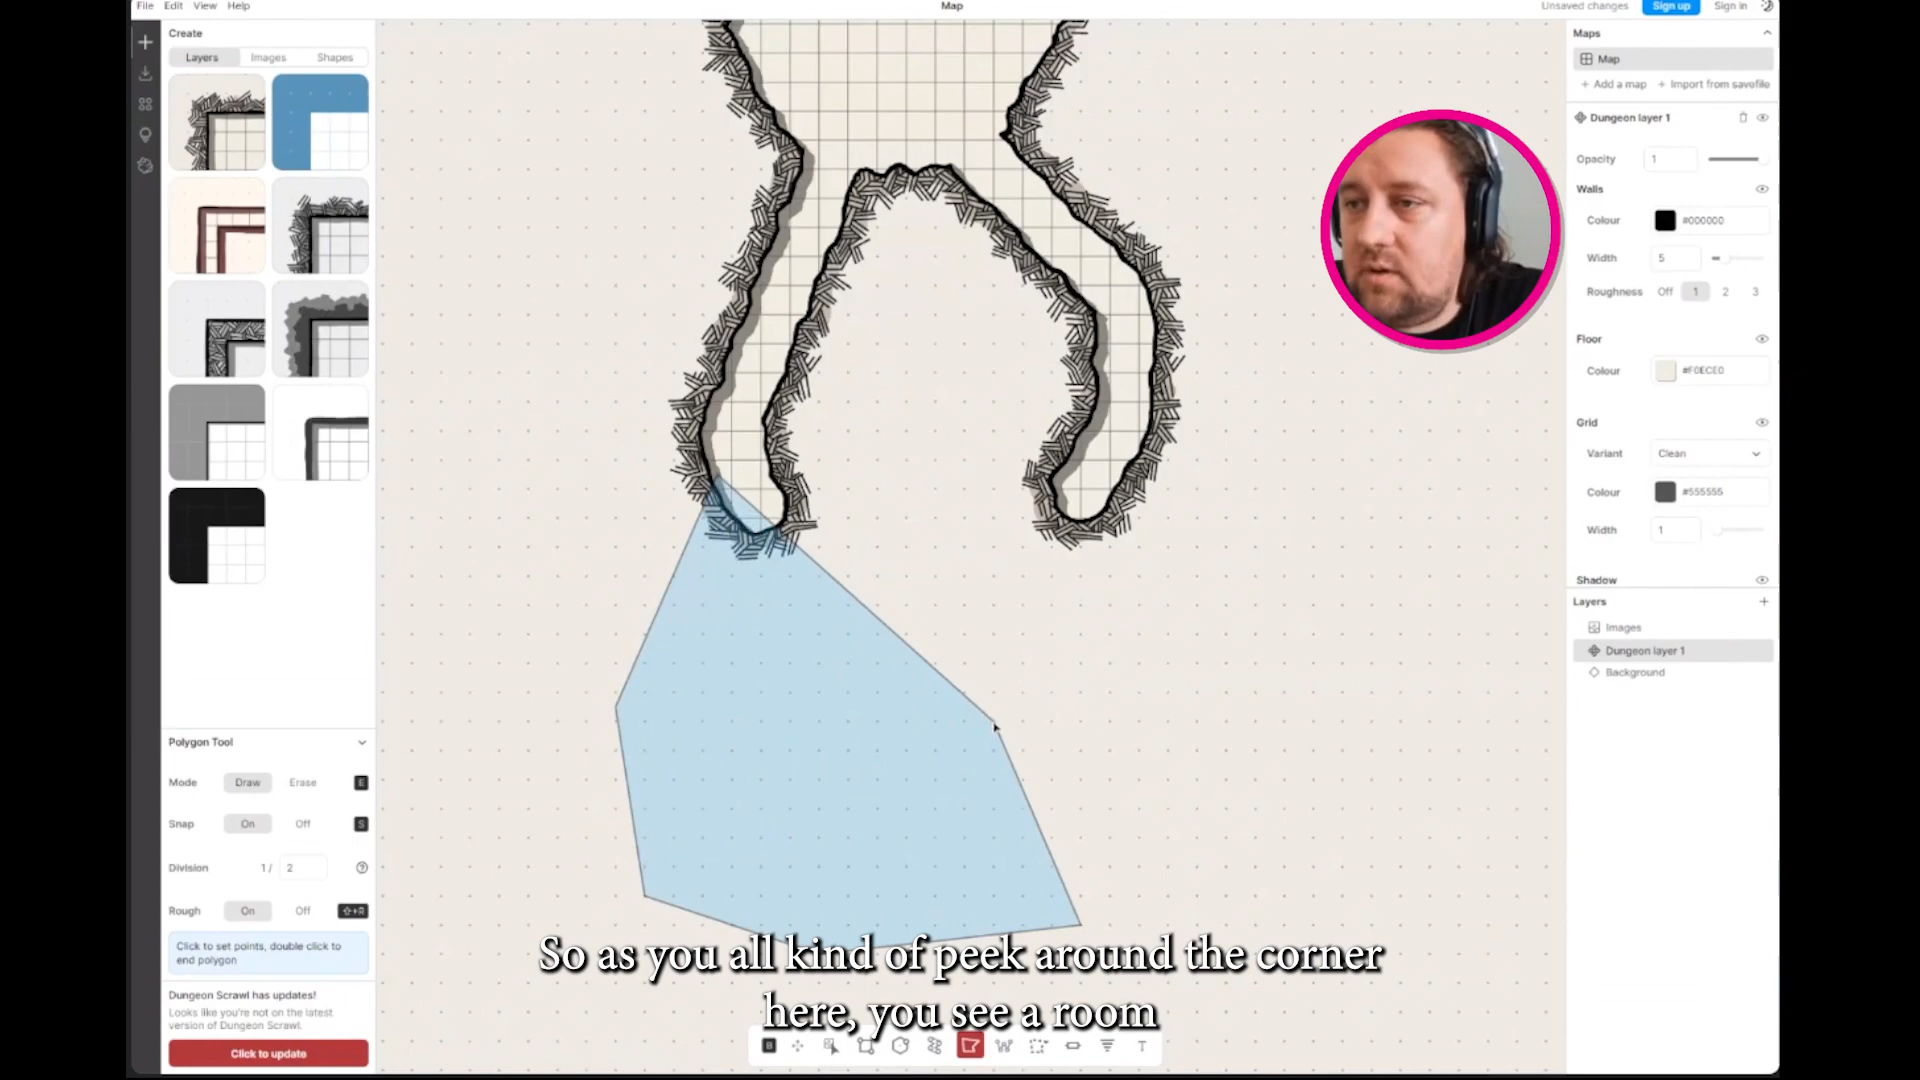 File Edit View Help
Map
Unsaved changes
Sign up
Sign in
Create
Layers Images Shapes
Polygon Tool
Mode Draw Erase E
Snap On Off S
Division 1 / 2
Rough On Off ⇧+R
Click to set points, double click to
end polygon
Dungeon Scrawl has updates!
Looks like you're not on the latest
version of Dungeon Scrawl.
Click to update
So as you all kind of peek around the corner
here, you see a room
B
T
Maps
Map
+ Add a map + Import from savefile
Dungeon layer 1
Opacity 1
Walls
Colour #000000
Width 5
Roughness Off 1 2 3
Floor
Colour #F0ECE0
Grid
Variant Clean
Colour #555555
Width 1
Shadow
Layers +
Images
Dungeon layer 1
Background